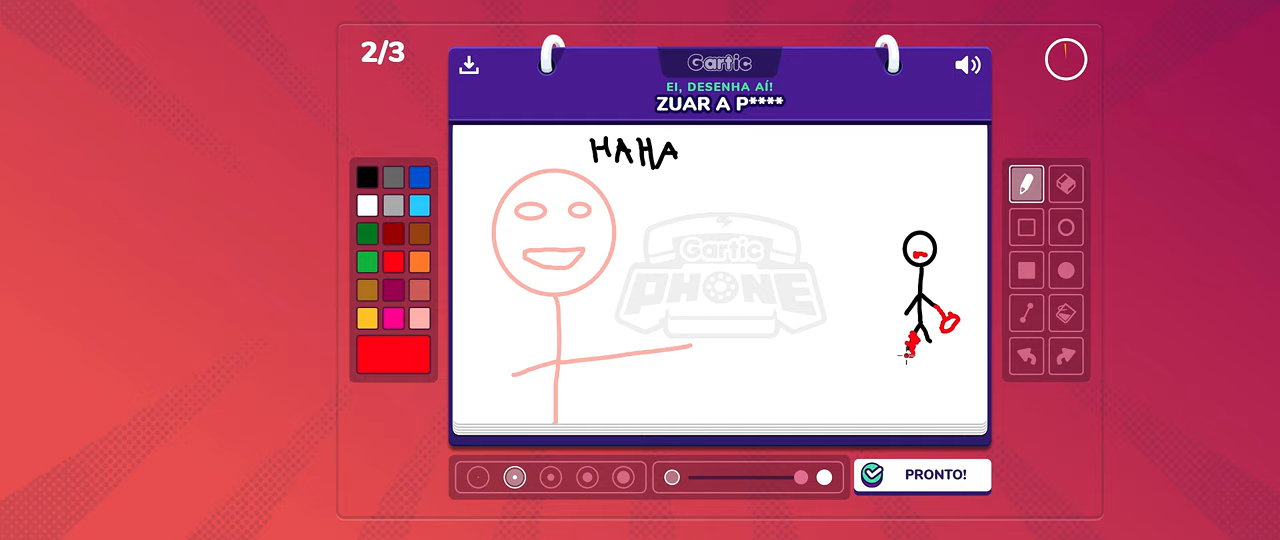 2/3
Gartic
EI, DESENHA AÍ!
ZUAR A P****
HAHA
Gartic
PHONE
PRONTO!